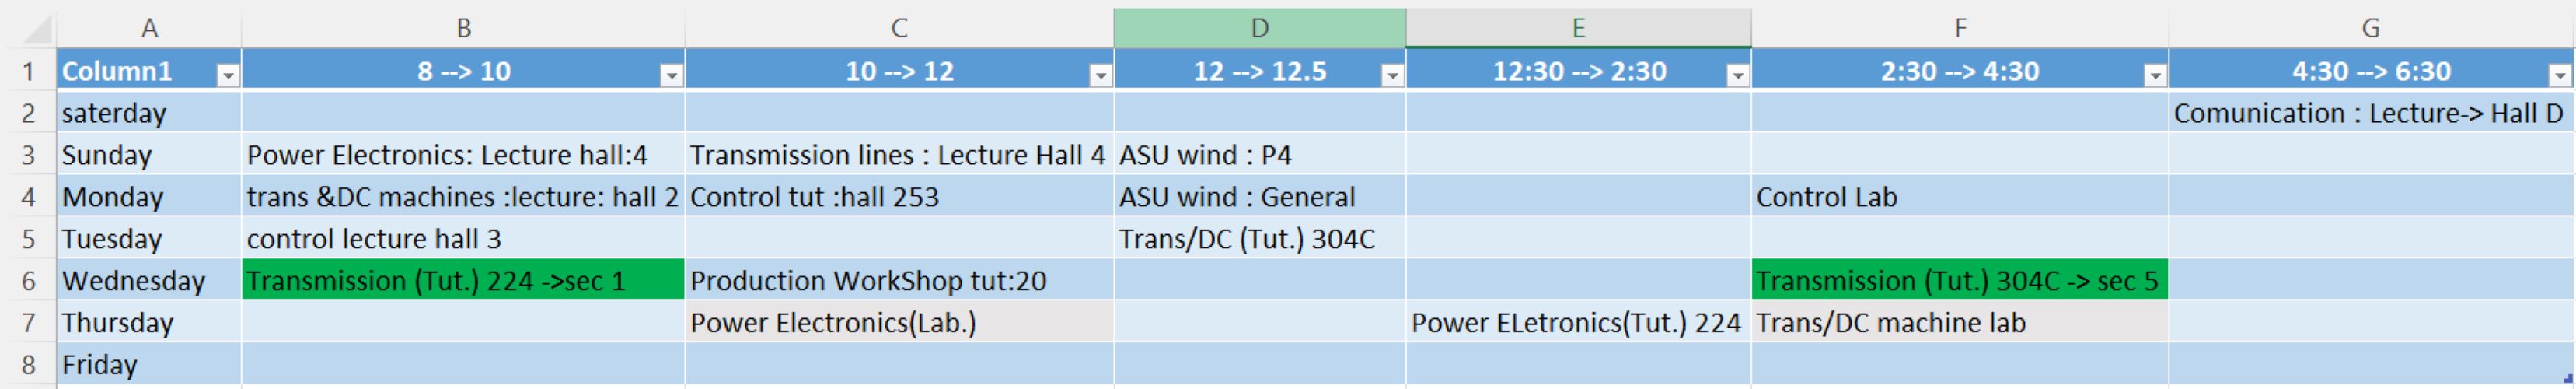 A B C D E F G
1 Column1 8 --> 10 10 --> 12 12 --> 12.5 12:30 --> 2:30 2:30 --> 4:30 4:30 --> 6:30
2 saterday Comunication : Lecture-> Hall D
3 Sunday Power Electronics: Lecture hall:4 Transmission lines : Lecture Hall 4 ASU wind : P4
4 Monday trans &DC machines :lecture: hall 2 Control tut :hall 253 ASU wind : General Control Lab
5 Tuesday control lecture hall 3 Trans/DC (Tut.) 304C
6 Wednesday Transmission (Tut.) 224 ->sec 1 Production WorkShop tut:20 Transmission (Tut.) 304C -> sec 5
7 Thursday Power Electronics(Lab.) Power ELetronics(Tut.) 224 Trans/DC machine lab
8 Friday